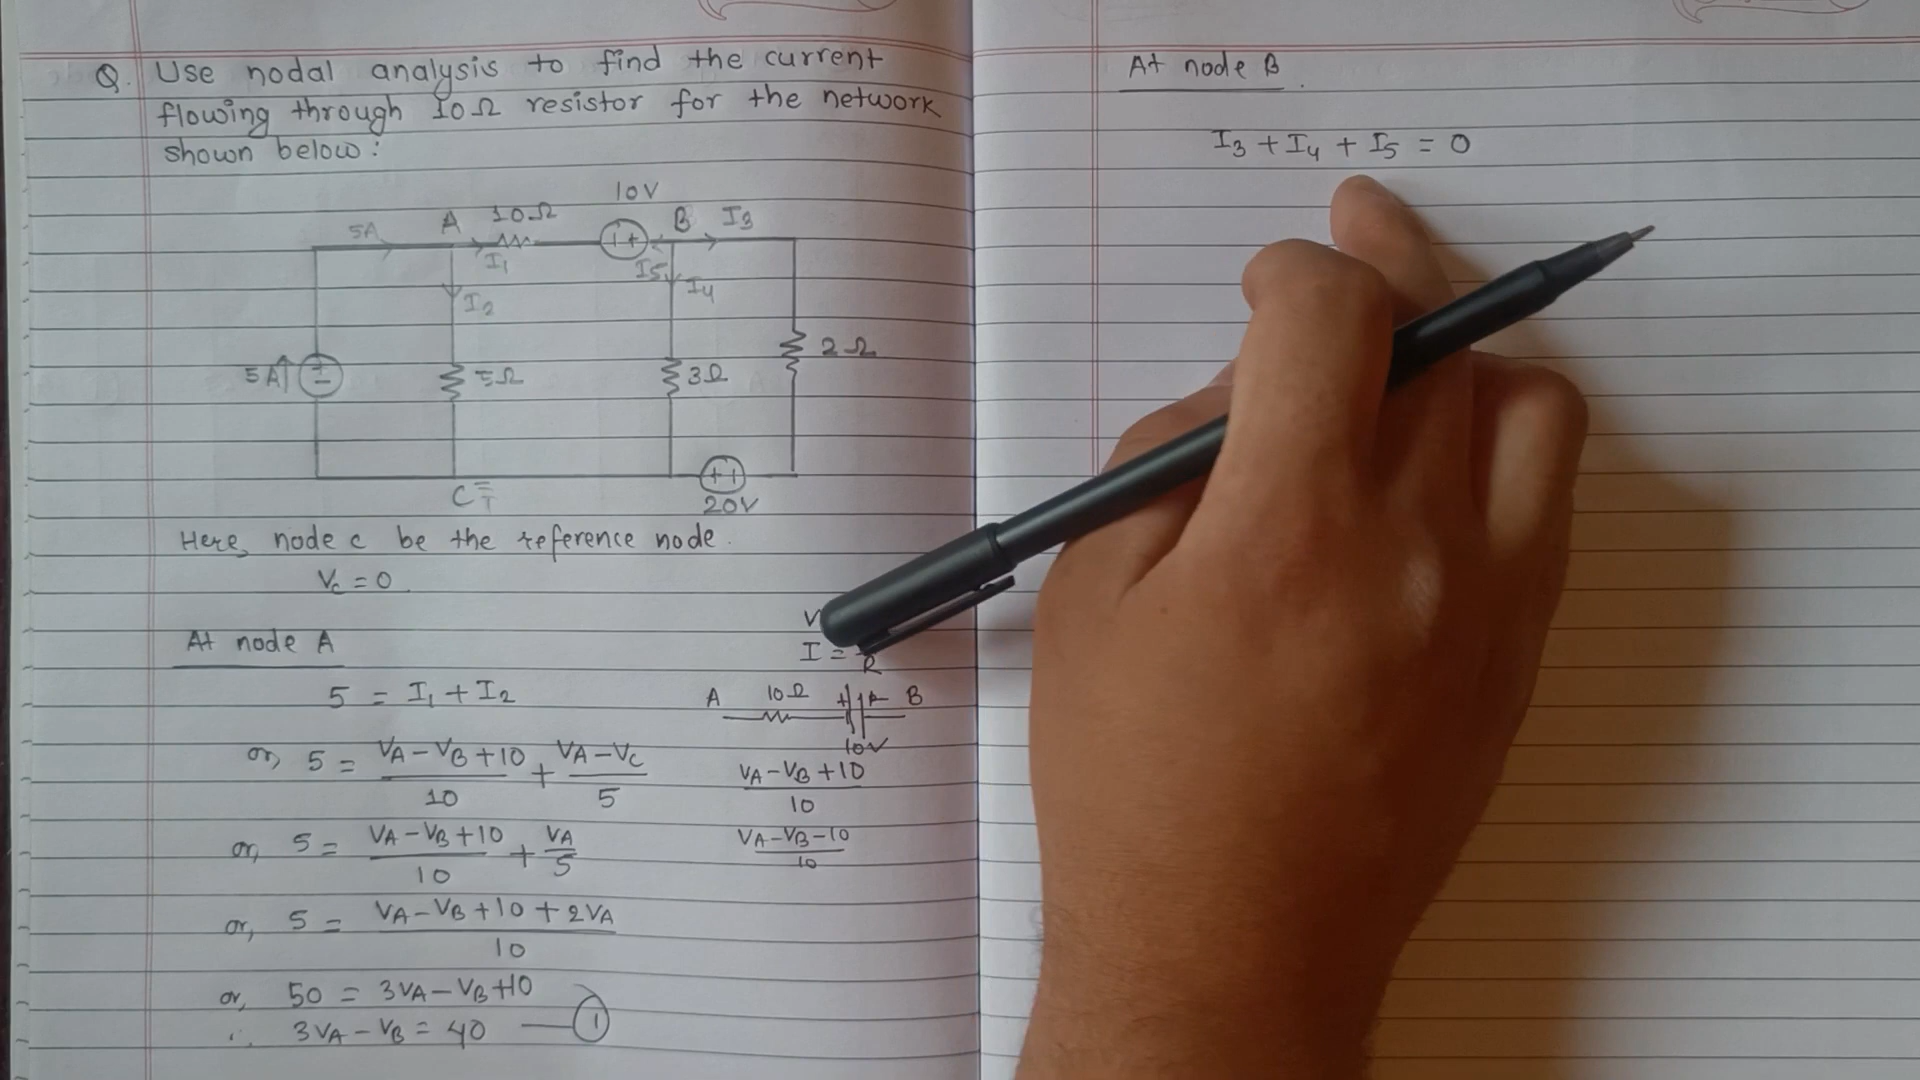 Q. Use nodal analysis to find the current
flowing through 10Ω resistor for the network
shown below:
10V
5A A 10Ω B I3
I1 I5 I4
I2
5A 5Ω 3Ω 2Ω
C 20V
Here, node c be the reference node.
Vc = 0
At node A
5 = I1 + I2
or, 5 = (VA - VB + 10)/10 + (VA - VC)/5
or, 5 = (VA - VB + 10)/10 + VA/5
or, 5 = (VA - VB + 10 + 2VA)/10
or, 50 = 3VA - VB + 10
∴ 3VA - VB = 40 — 1
V
I = R
A 10Ω B
10V
(VA - VB + 10)/10
(VA - VB - 10)/10
At node B
I3 + I4 + I5 = 0